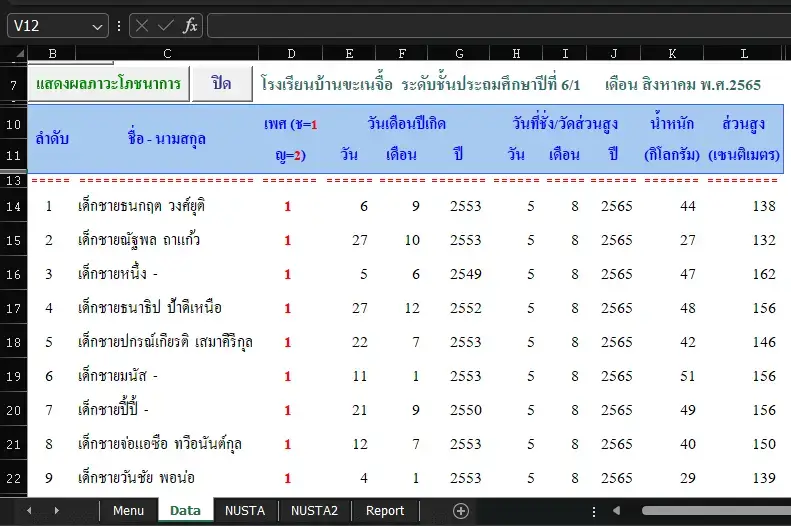 V12 fx
B C D E F G H I J K L
7 แสดงผลภาวะโภชนาการ ปิด โรงเรียนบ้านขะเนจื้อ ระดับชั้นประถมศึกษาปีที่ 6/1 เดือน สิงหาคม พ.ศ.2565
10 ลำดับ ชื่อ - นามสกุล เพศ (ช=1 วันเดือนปีเกิด วันที่ชั่ง/วัดส่วนสูง น้ำหนัก ส่วนสูง
11 ญ=2) วัน เดือน ปี วัน เดือน ปี (กิโลกรัม) (เซนติเมตร)
13 ===== ==================== ====== ===== ===== ====== ===== ==== ===== ======= ========
14 1 เด็กชายธนกฤต วงศ์ยุติ 1 6 9 2553 5 8 2565 44 138
15 2 เด็กชายณัฐพล ถาแก้ว 1 27 10 2553 5 8 2565 27 132
16 3 เด็กชายหนึ้ง - 1 5 6 2549 5 8 2565 47 162
17 4 เด็กชายธนาธิป ป้าดีเหนือ 1 27 12 2552 5 8 2565 48 156
18 5 เด็กชายปกรณ์เกียรติ เสมาคีรีกุล 1 22 7 2553 5 8 2565 42 146
19 6 เด็กชายมนัส - 1 11 1 2553 5 8 2565 51 156
20 7 เด็กชายปี้ปี้ - 1 21 9 2550 5 8 2565 49 156
21 8 เด็กชายจ่อแอซือ ทวีอนันต์กุล 1 12 7 2553 5 8 2565 40 150
22 9 เด็กชายวันชัย พอน่อ 1 4 1 2553 5 8 2565 29 139
Menu Data NUSTA NUSTA2 Report